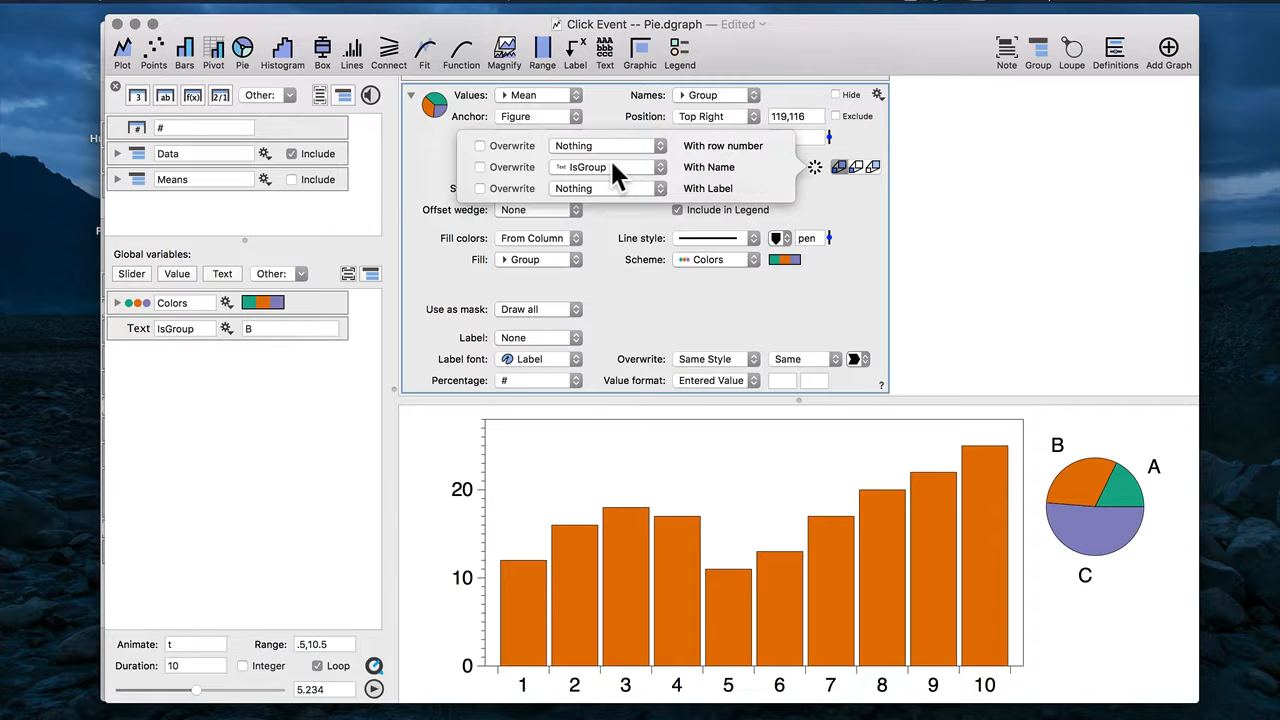 Click Event -- Pie.dgraph — Edited
Plot Points Bars Pivot Pie Histogram Box Lines Connect Fit Function Magnify Range Label Text Graphic Legend Note Group Loupe Definitions Add Graph
3 ab f(x) 2/1 Other:
# #
Data Include
Means Include
Global variables:
Slider Value Text Other:
Colors
Text IsGroup B
Animate: t Range: .5,10.5
Duration: 10 Integer Loop
5.234
Values: Mean Names: Group Hide
Anchor: Figure Position: Top Right 119,116 Exclude
Overwrite Nothing With row number
Overwrite Text IsGroup With Name
Overwrite Nothing With Label
Offset wedge: None Include in Legend
Fill colors: From Column Line style: pen
Fill: Group Scheme: Colors
Use as mask: Draw all
Label: None
Label font: Label Overwrite: Same Style Same
Percentage: # Value format: Entered Value ?
20
10
0
1 2 3 4 5 6 7 8 9 10
B
A
C